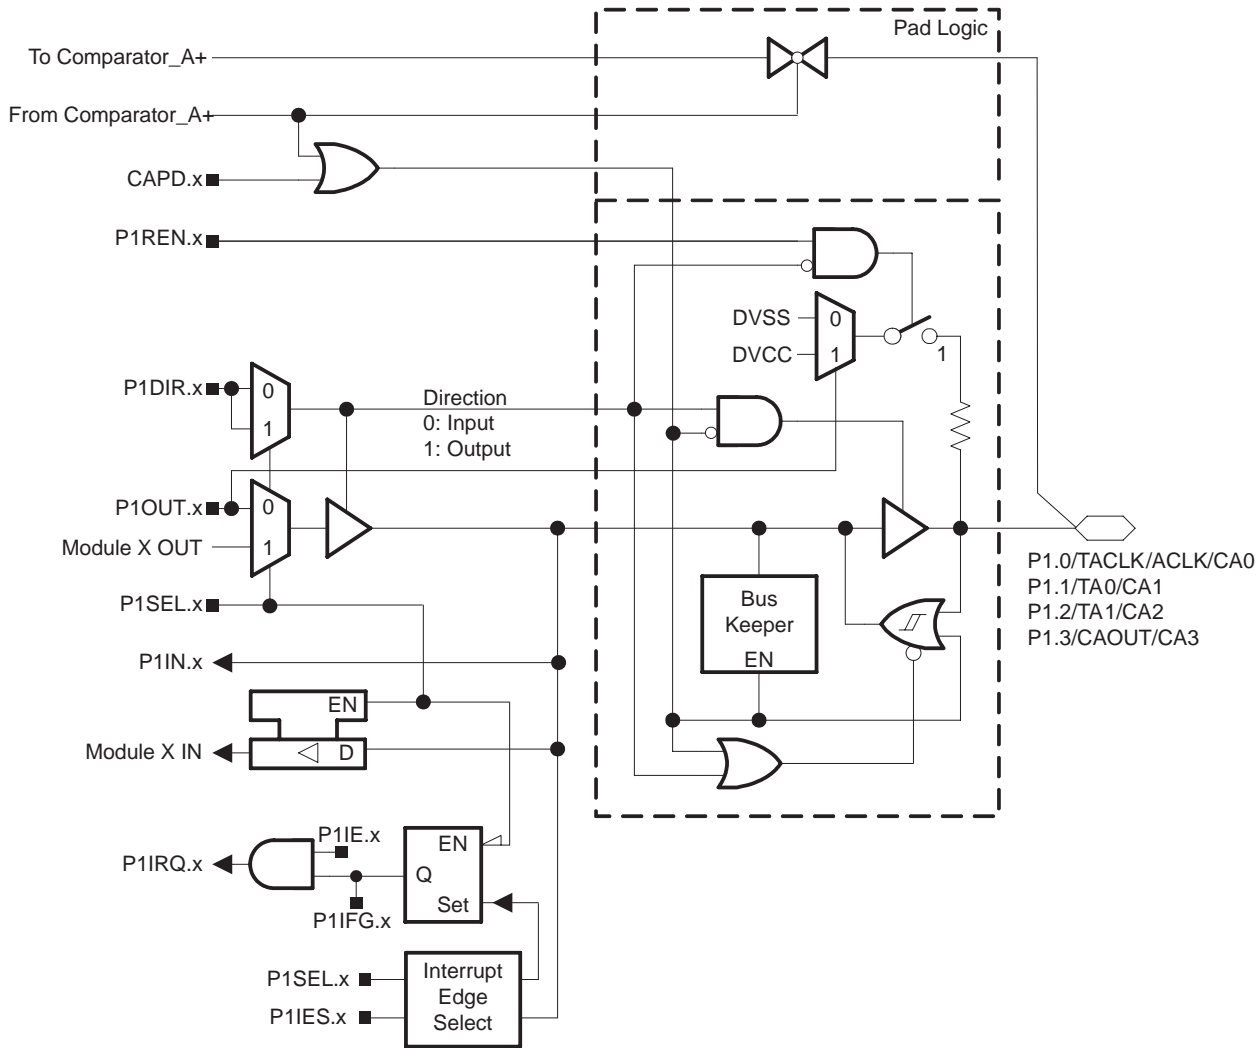 Pad Logic
To Comparator_A+
From Comparator_A+
CAPD.x
P1REN.x
DVSS
0
DVCC
1
1
P1DIR.x
0
1
Direction
0: Input
1: Output
P1OUT.x
0
Module X OUT
1
P1SEL.x
Bus
Keeper
EN
P1.0/TACLK/ACLK/CA0
P1.1/TA0/CA1
P1.2/TA1/CA2
P1.3/CAOUT/CA3
P1IN.x
EN
Module X IN
D
P1IE.x
EN
P1IRQ.x
Q
Set
P1IFG.x
P1SEL.x
P1IES.x
Interrupt
Edge
Select